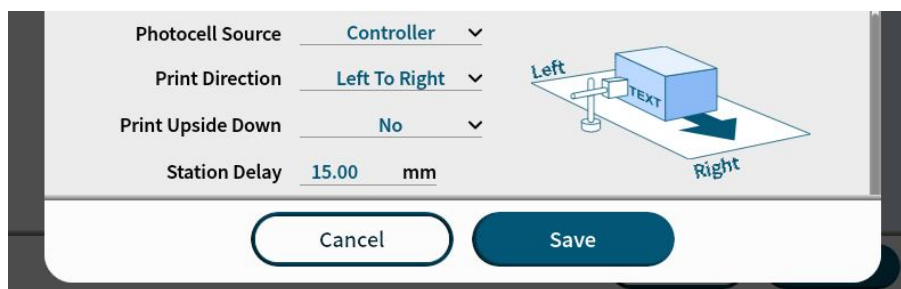 Photocell Source Controller
Print Direction Left To Right
Print Upside Down No
Station Delay 15.00 mm
Left
TEXT
Right
Cancel Save